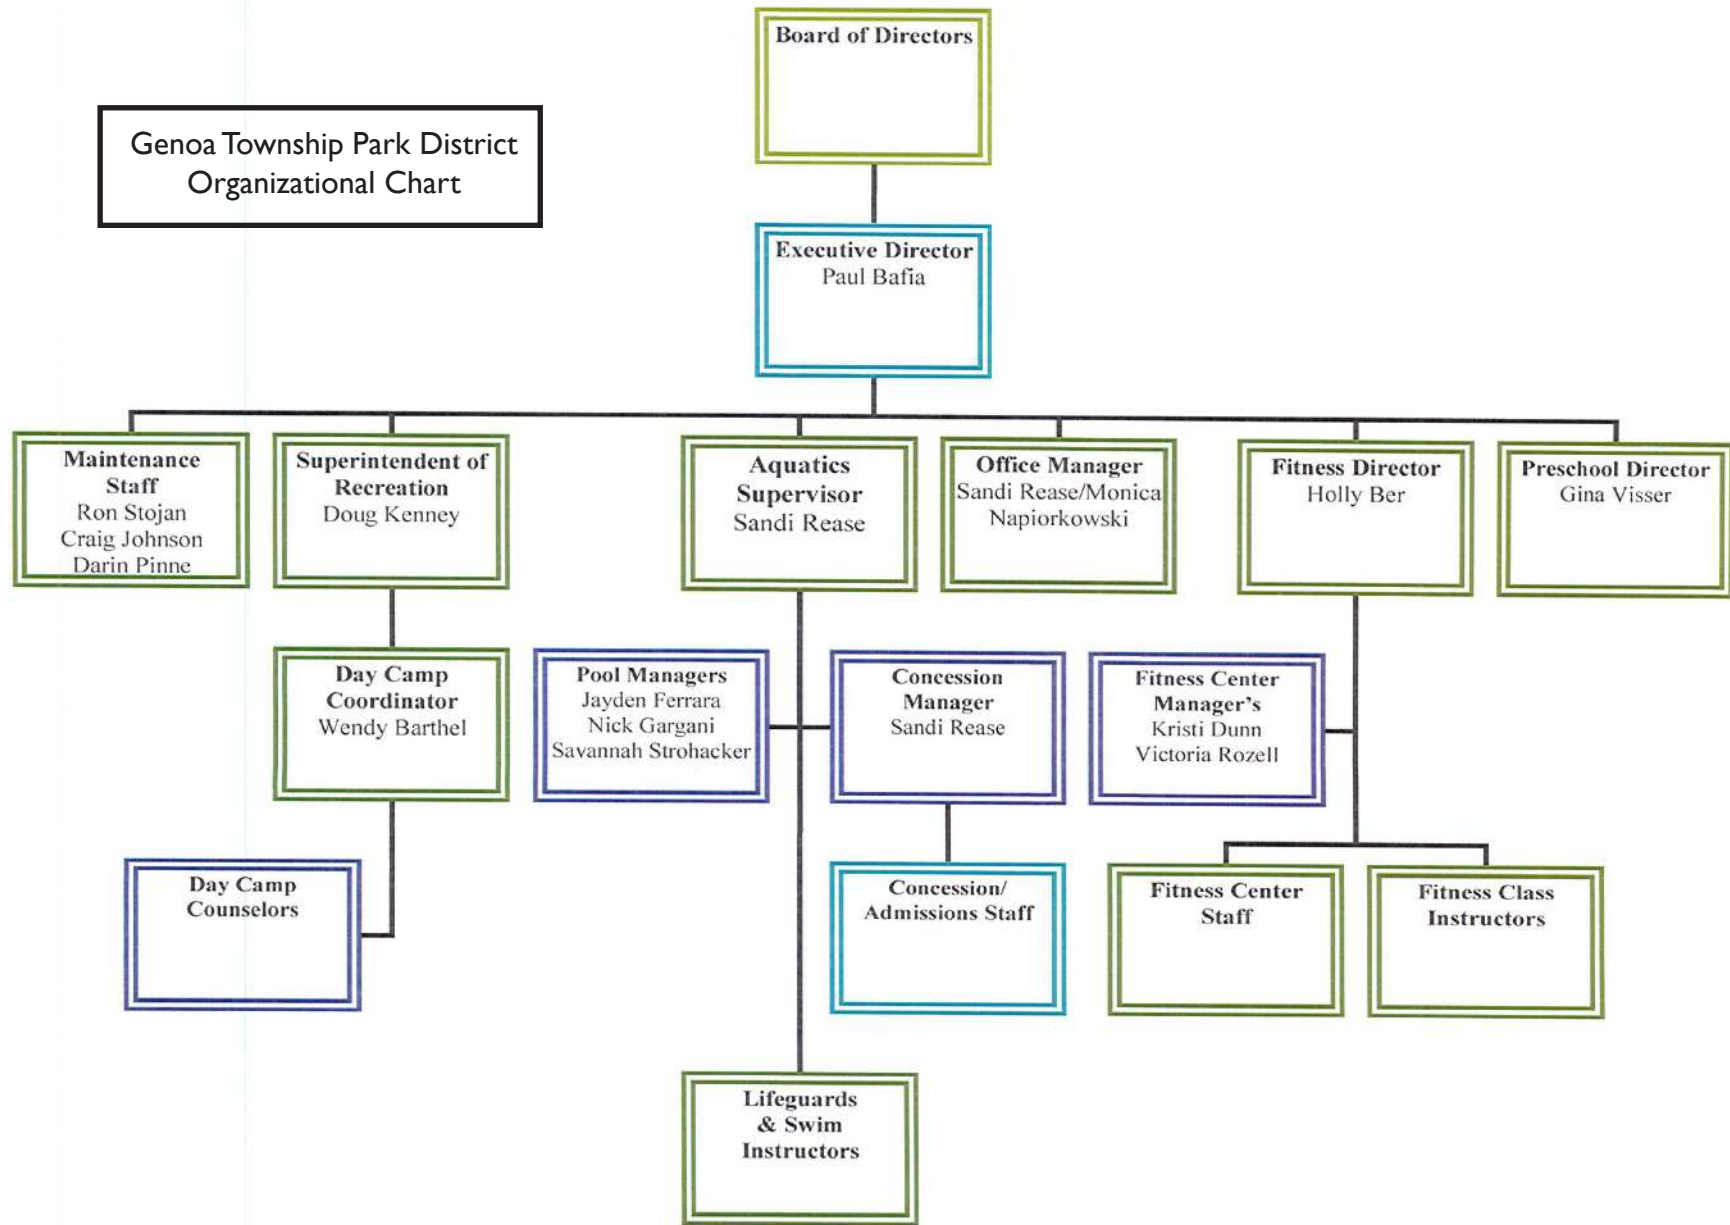 Board of Directors
Genoa Township Park District
Organizational Chart
Executive Director
Paul Bafia
Maintenance
Staff
Ron Stojan
Craig Johnson
Darin Pinne
Superintendent of
Recreation
Doug Kenney
Aquatics
Supervisor
Sandi Rease
Office Manager
Sandi Rease/Monica
Napiorkowski
Fitness Director
Holly Ber
Preschool Director
Gina Visser
Day Camp
Coordinator
Wendy Barthel
Pool Managers
Jayden Ferrara
Nick Gargani
Savannah Strohacker
Concession
Manager
Sandi Rease
Fitness Center
Manager's
Kristi Dunn
Victoria Rozell
Day Camp
Counselors
Concession/
Admissions Staff
Fitness Center
Staff
Fitness Class
Instructors
Lifeguards
& Swim
Instructors